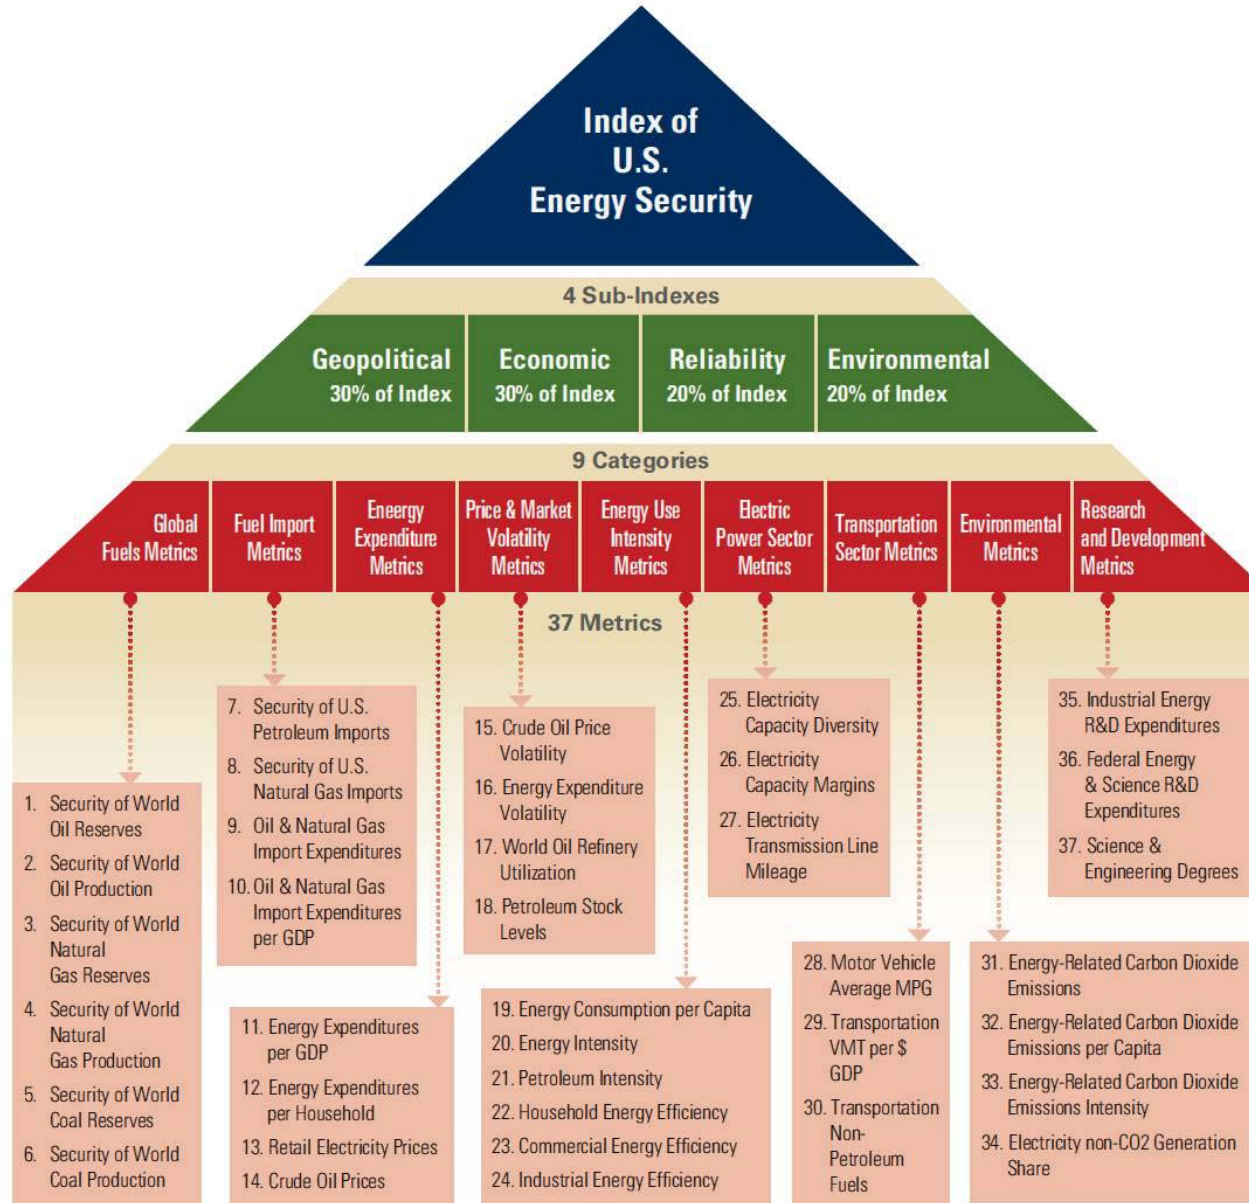 Index of
U.S.
Energy Security
4 Sub-Indexes
Geopolitical
30% of Index
Economic
30% of Index
Reliability
20% of Index
Environmental
20% of Index
9 Categories
Global
Fuels Metrics
Fuel Import
Metrics
Eneergy
Expenditure
Metrics
Price & Market
Volatility
Metrics
Energy Use
Intensity
Metrics
Electric
Power Sector
Metrics
Transportation
Sector Metrics
Environmental
Metrics
Research
and Development
Metrics
37 Metrics
1. Security of World
Oil Reserves
2. Security of World
Oil Production
3. Security of World
Natural
Gas Reserves
4. Security of World
Natural
Gas Production
5. Security of World
Coal Reserves
6. Security of World
Coal Production
7. Security of U.S.
Petroleum Imports
8. Security of U.S.
Natural Gas Imports
9. Oil & Natural Gas
Import Expenditures
10. Oil & Natural Gas
Import Expenditures
per GDP
11. Energy Expenditures
per GDP
12. Energy Expenditures
per Household
13. Retail Electricity Prices
14. Crude Oil Prices
15. Crude Oil Price
Volatility
16. Energy Expenditure
Volatility
17. World Oil Refinery
Utilization
18. Petroleum Stock
Levels
19. Energy Consumption per Capita
20. Energy Intensity
21. Petroleum Intensity
22. Household Energy Efficiency
23. Commercial Energy Efficiency
24. Industrial Energy Efficiency
25. Electricity
Capacity Diversity
26. Electricity
Capacity Margins
27. Electricity
Transmission Line
Mileage
28. Motor Vehicle
Average MPG
29. Transportation
VMT per $
GDP
30. Transportation
Non-
Petroleum
Fuels
31. Energy-Related Carbon Dioxide
Emissions
32. Energy-Related Carbon Dioxide
Emissions per Capita
33. Energy-Related Carbon Dioxide
Emissions Intensity
34. Electricity non-CO2 Generation
Share
35. Industrial Energy
R&D Expenditures
36. Federal Energy
& Science R&D
Expenditures
37. Science &
Engineering Degrees